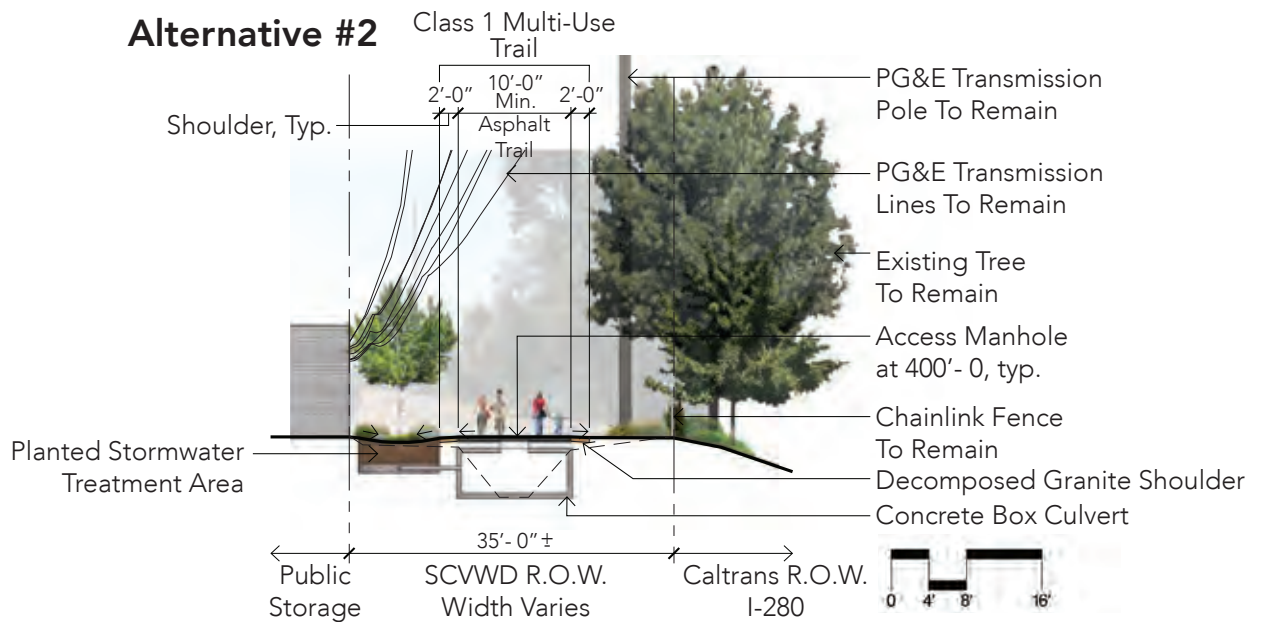 Alternative #2
Class 1 Multi-Use
Trail
2'-0"
10'-0"
Min.
Asphalt
Trail
2'-0"
Shoulder, Typ.
PG&E Transmission
Pole To Remain
PG&E Transmission
Lines To Remain
Existing Tree
To Remain
Access Manhole
at 400'- 0, typ.
Chainlink Fence
To Remain
Planted Stormwater
Treatment Area
Decomposed Granite Shoulder
Concrete Box Culvert
35'- 0" ±
Public
Storage
SCVWD R.O.W.
Width Varies
Caltrans R.O.W.
I-280
0' 4' 8' 16'